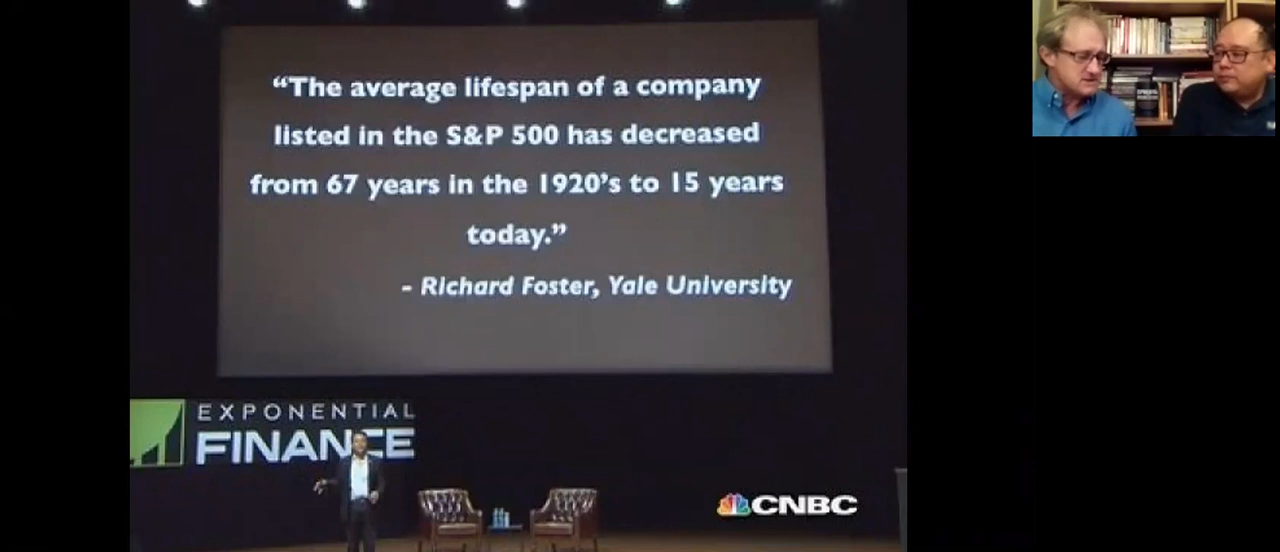 “The average lifespan of a company
listed in the S&P 500 has decreased
from 67 years in the 1920’s to 15 years
today.”
- Richard Foster, Yale University
EXPONENTIAL
FINANCE
CNBC